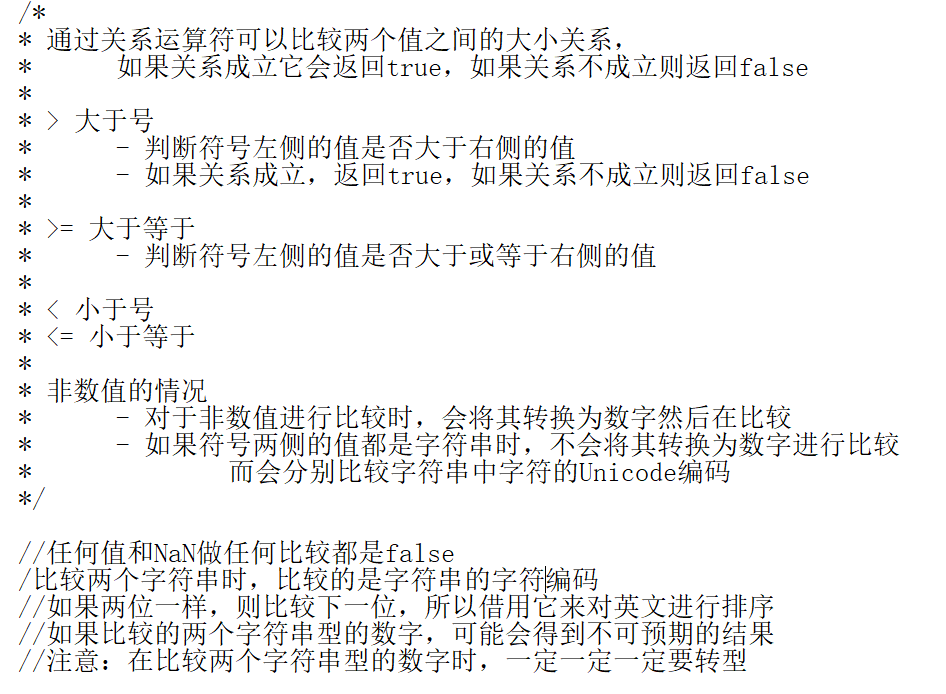 /*
* 通过关系运算符可以比较两个值之间的大小关系，
*      如果关系成立它会返回true，如果关系不成立则返回false
*
* > 大于号
*      - 判断符号左侧的值是否大于右侧的值
*      - 如果关系成立，返回true，如果关系不成立则返回false
*
* >= 大于等于
*      - 判断符号左侧的值是否大于或等于右侧的值
*
* < 小于号
* <= 小于等于
*
* 非数值的情况
*      - 对于非数值进行比较时，会将其转换为数字然后在比较
*      - 如果符号两侧的值都是字符串时，不会将其转换为数字进行比较
*              而会分别比较字符串中字符的Unicode编码
*/

//任何值和NaN做任何比较都是false
/比较两个字符串时，比较的是字符串的字符编码
//如果两位一样，则比较下一位，所以借用它来对英文进行排序
//如果比较的两个字符串型的数字，可能会得到不可预期的结果
//注意：在比较两个字符串型的数字时，一定一定一定要转型